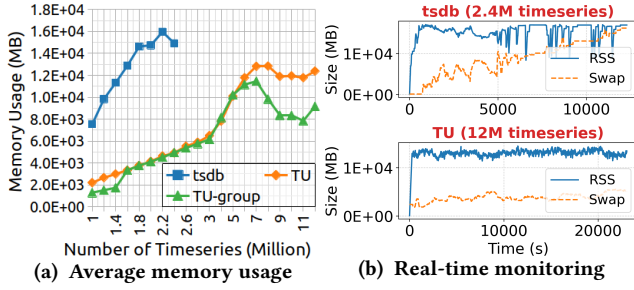 1.8E+04
1.6E+04
1.4E+04
1.2E+04
1.0E+04
8.0E+03
6.0E+03
4.0E+03
2.0E+03
0.0E+00
Memory Usage (MB)
tsdb
TU
TU-group
1 1.4 1.8 2.2 2.6 3 5 7 9 11
Number of Timeseries (Million)
(a) Average memory usage
tsdb (2.4M timeseries)
Size (MB)
1E+04
0E+00
RSS
Swap
0 5000 10000
TU (12M timeseries)
Size (MB)
1E+04
0E+00
RSS
Swap
0 10000 20000
Time (s)
(b) Real-time monitoring